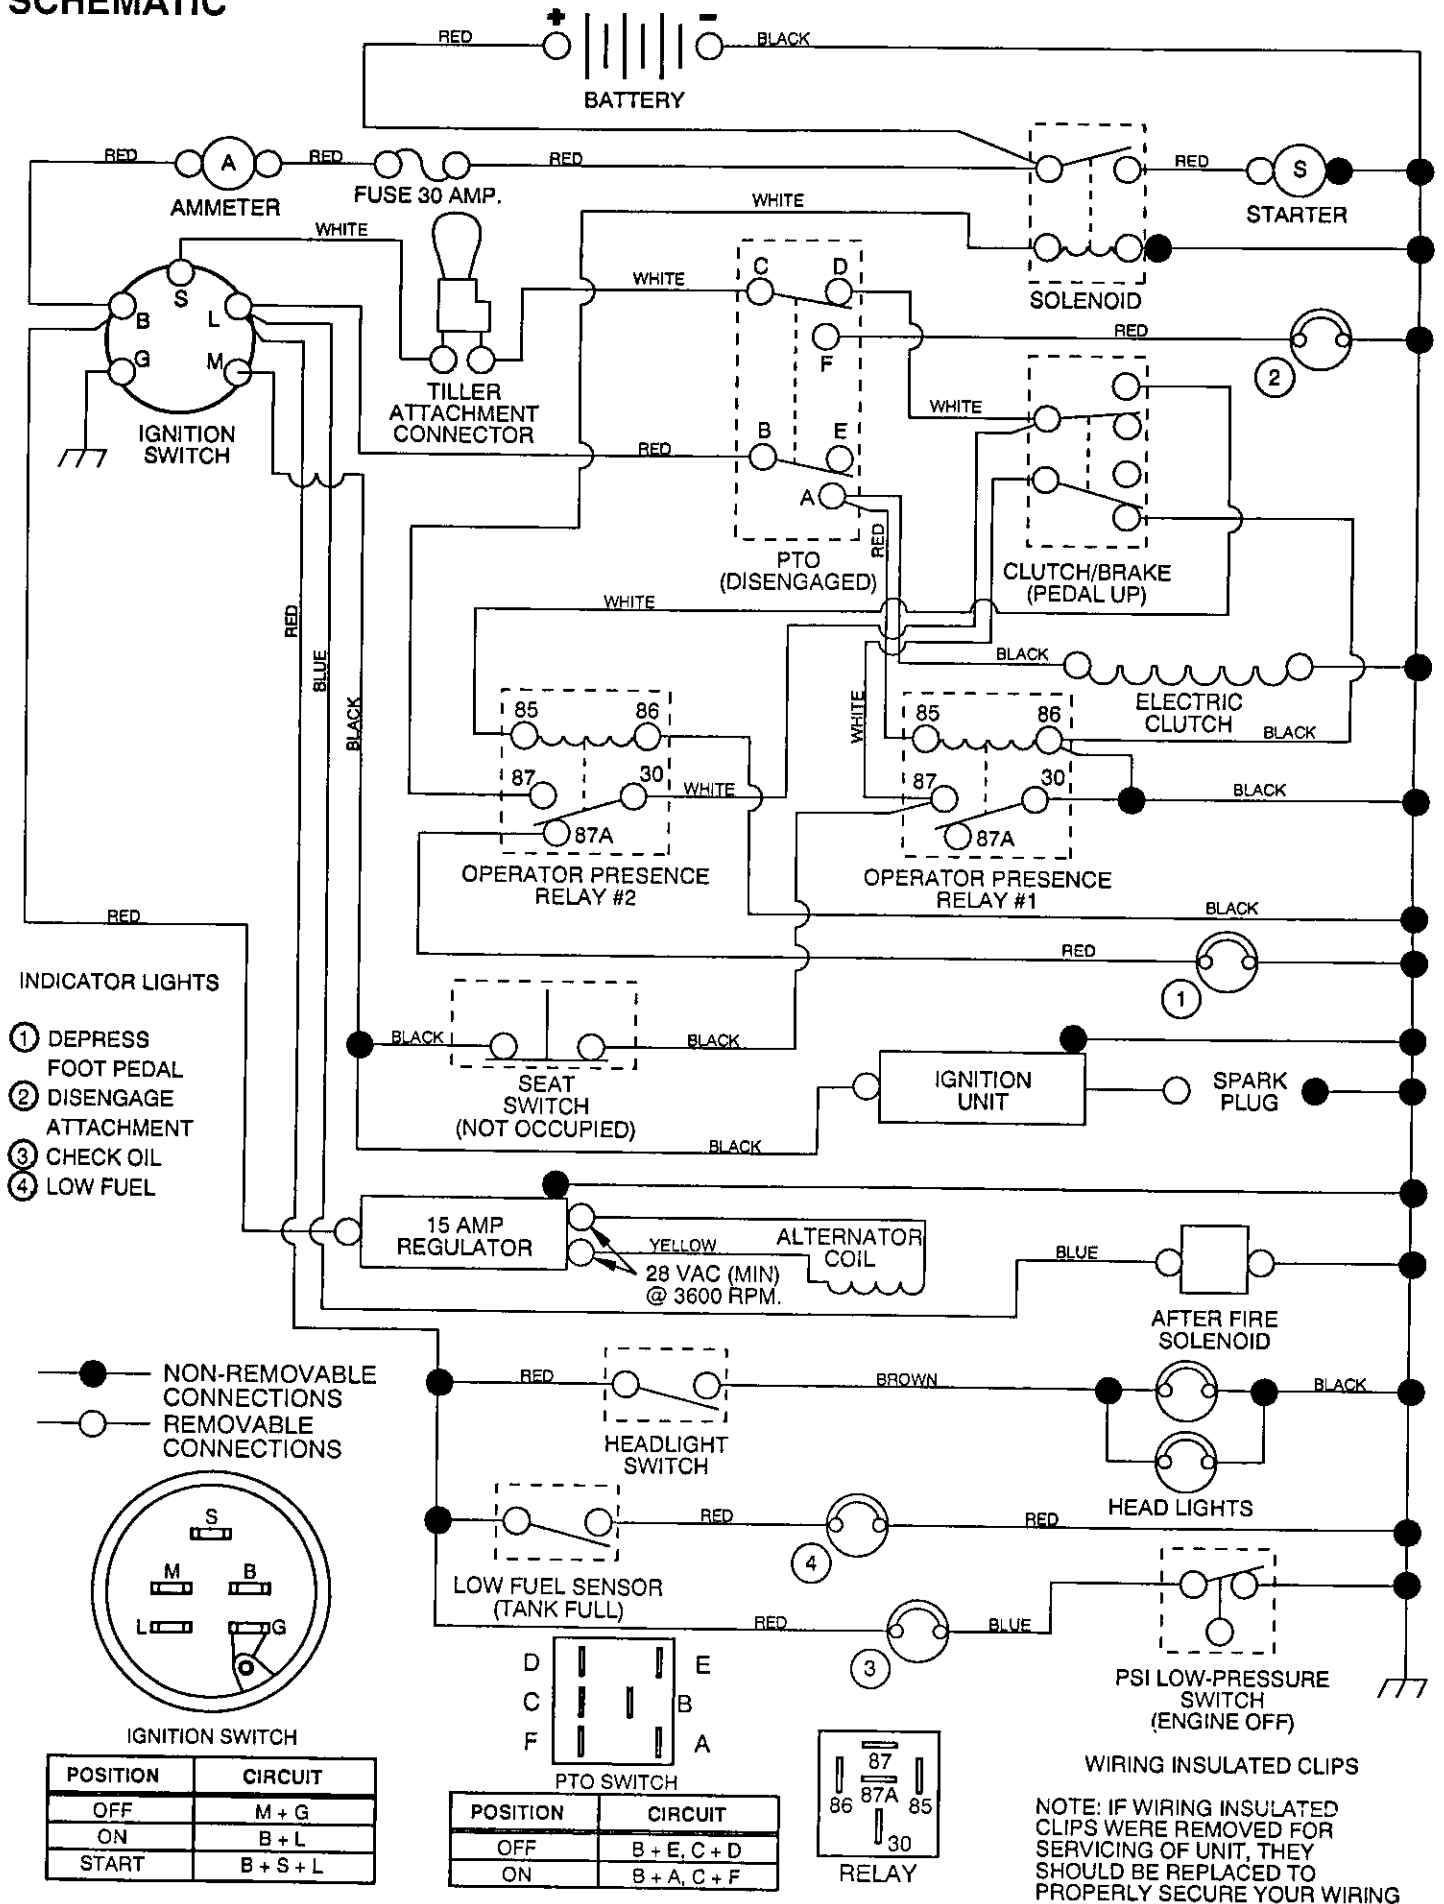 SCHEMATIC
+ -
RED
BLACK
BATTERY
RED
A
RED
RED
RED
S
AMMETER
FUSE 30 AMP.
STARTER
WHITE
WHITE
S
C
D
WHITE
SOLENOID
B
L
RED
F
2
G
M
TILLER
ATTACHMENT
CONNECTOR
WHITE
IGNITION
SWITCH
RED
B
E
A
RED
PTO
(DISENGAGED)
CLUTCH/BRAKE
(PEDAL UP)
WHITE
RED
BLUE
BLACK
BLACK
ELECTRIC
CLUTCH
WHITE
85
86
85
86
BLACK
87
30
WHITE
87
30
BLACK
87A
87A
OPERATOR PRESENCE
RELAY #2
OPERATOR PRESENCE
RELAY #1
RED
BLACK
RED
1
INDICATOR LIGHTS
1 DEPRESS
FOOT PEDAL
2 DISENGAGE
ATTACHMENT
3 CHECK OIL
4 LOW FUEL
BLACK
BLACK
SEAT
SWITCH
(NOT OCCUPIED)
IGNITION
UNIT
SPARK
PLUG
BLACK
15 AMP
REGULATOR
YELLOW
ALTERNATOR
COIL
28 VAC (MIN)
@ 3600 RPM.
BLUE
AFTER FIRE
SOLENOID
NON-REMOVABLE
CONNECTIONS
REMOVABLE
CONNECTIONS
RED
BROWN
BLACK
HEADLIGHT
SWITCH
HEAD LIGHTS
RED
RED
4
LOW FUEL SENSOR
(TANK FULL)
RED
3
BLUE
PSI LOW-PRESSURE
SWITCH
(ENGINE OFF)
S
M
B
L
G
IGNITION SWITCH
POSITION CIRCUIT
OFF M + G
ON B + L
START B + S + L
D E
C B
F A
PTO SWITCH
POSITION CIRCUIT
OFF B + E, C + D
ON B + A, C + F
87
86 87A 85
30
RELAY
WIRING INSULATED CLIPS
NOTE: IF WIRING INSULATED
CLIPS WERE REMOVED FOR
SERVICING OF UNIT, THEY
SHOULD BE REPLACED TO
PROPERLY SECURE YOUR WIRING